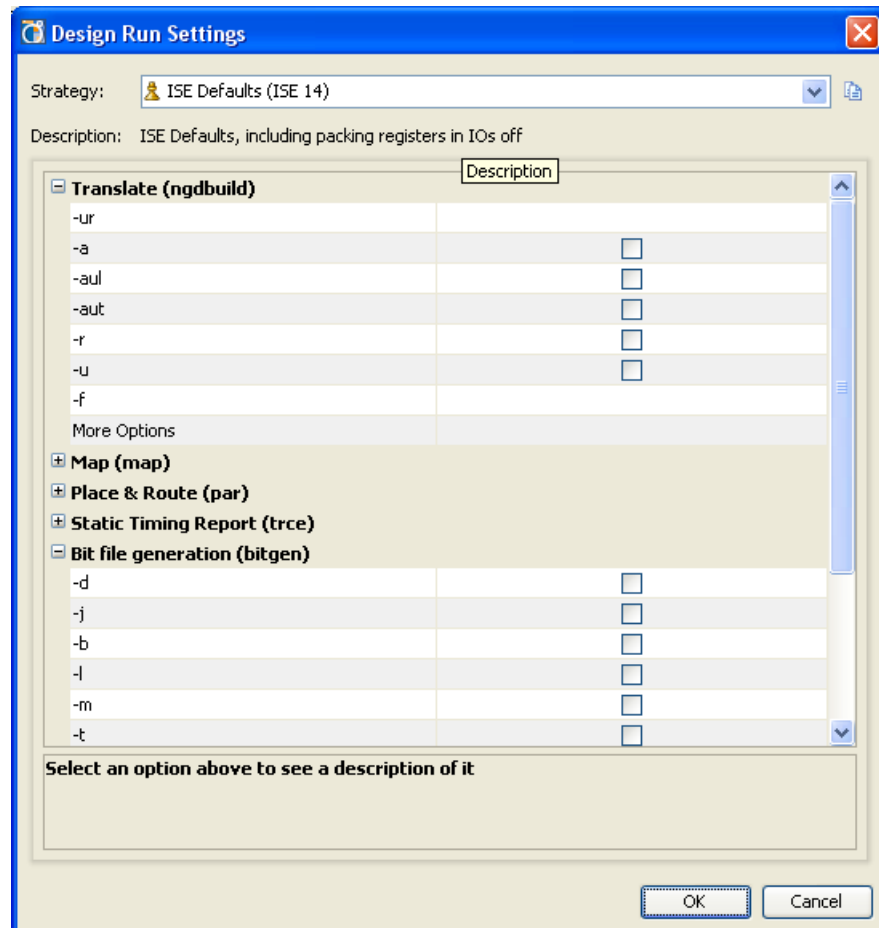 Design Run Settings
Strategy: ISE Defaults (ISE 14)
Description: ISE Defaults, including packing registers in IOs off
Description
Translate (ngdbuild)
-ur
-a
-aul
-aut
-r
-u
-f
More Options
Map (map)
Place & Route (par)
Static Timing Report (trce)
Bit file generation (bitgen)
-d
-j
-b
-l
-m
-t
Select an option above to see a description of it
OK Cancel